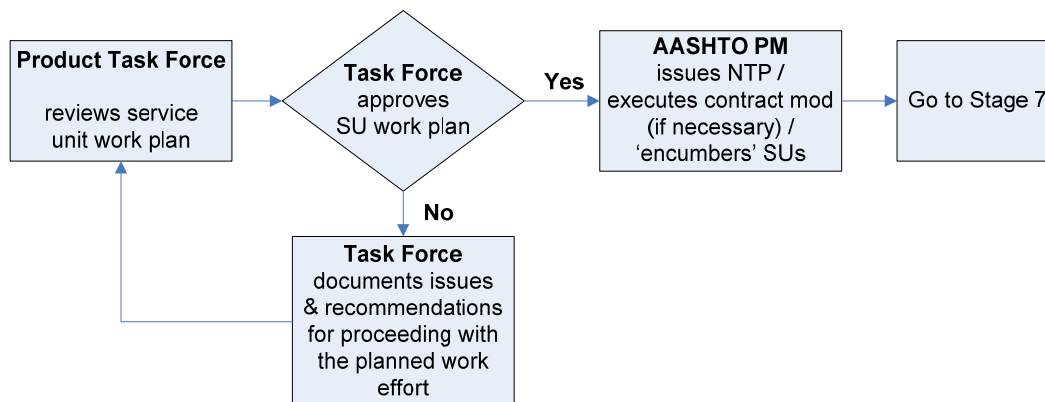 Product Task Force
reviews service
unit work plan
Task Force
approves
SU work plan
Yes
AASHTO PM
issues NTP /
executes contract mod
(if necessary) /
‘encumbers’ SUs
Go to Stage 7
No
Task Force
documents issues
& recommendations
for proceeding with
the planned work
effort